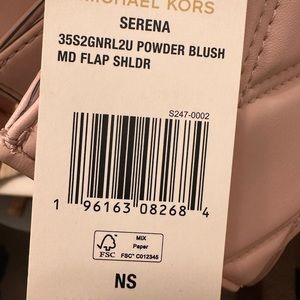 MICHAEL KORS
SERENA
35S2GNRL2U POWDER BLUSH
MD FLAP SHLDR
S247-0002
1 96163 08268 4
FSC
MIX
Paper
FSC® C012345
NS